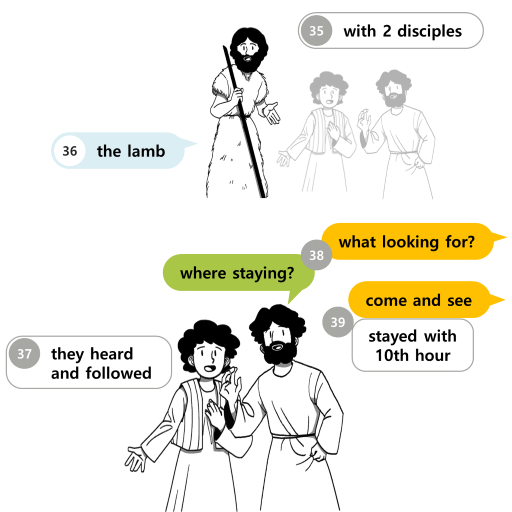 35 with 2 disciples
36 the lamb
what looking for?
38
where staying?
come and see
39 stayed with
10th hour
37 they heard
and followed